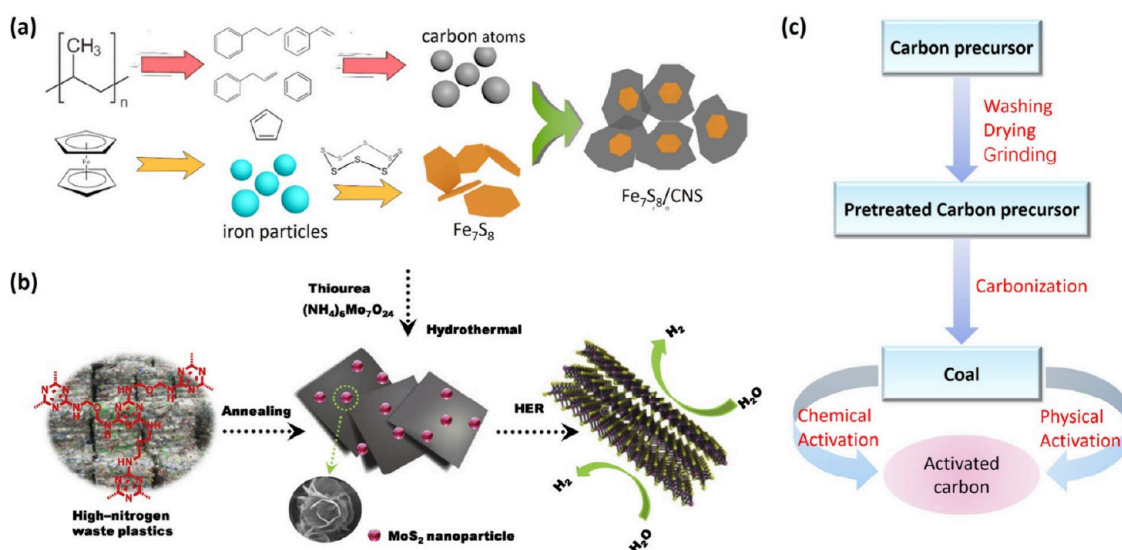 (a)
CH₃
n
carbon atoms
Fe
S S S S S S S S
iron particles
Fe₇S₈
Fe₇S₈/CNS
(b)
Thiourea
(NH₄)₆Mo₇O₂₄
Hydrothermal
Annealing
HER
H₂
H₂O
H₂
H₂O
High–nitrogen
waste plastics
MoS₂ nanoparticle
(c)
Carbon precursor
Washing
Drying
Grinding
Pretreated Carbon precursor
Carbonization
Coal
Chemical
Activation
Physical
Activation
Activated
carbon